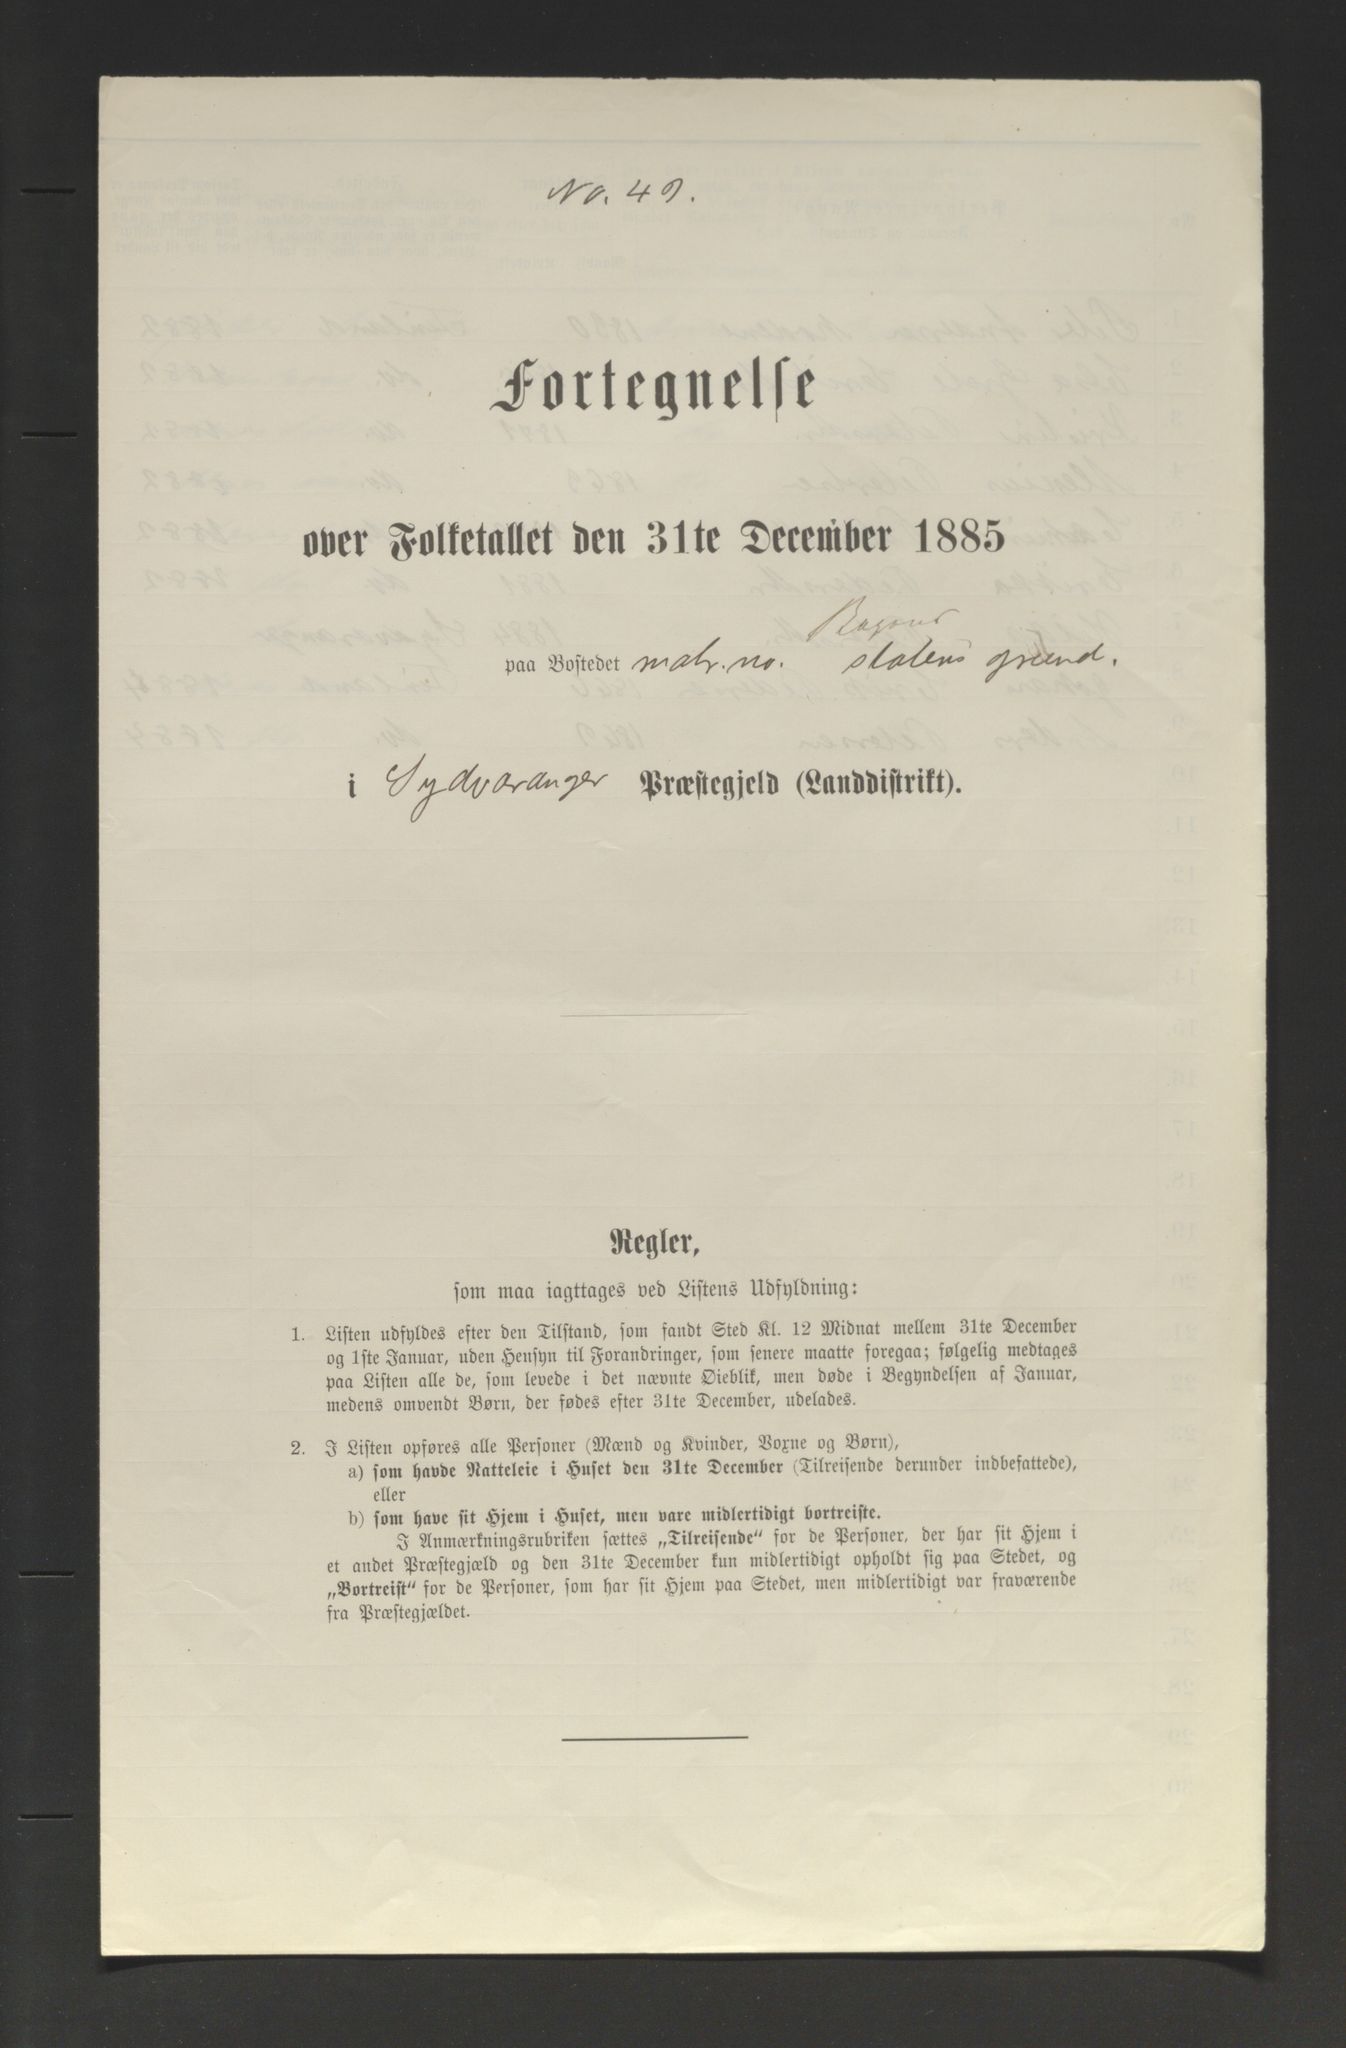 No. 49.
Fortegnelse
over Folketallet den 31te December 1885
paa Bostedet matr. no. statens grund.
i Sydvaranger Præstegjeld (Landdistrikt).
Regler,
som maa iagttages ved Listens Udfyldning:
1. Listen udfyldes efter den Tilstand, som fandt Sted Kl. 12 Midnat mellem 31te December
og 1ste Januar, uden Hensyn til Forandringer, som senere maatte foregaa; følgelig medtages
paa Listen alle de, som levede i det nævnte Øieblik, men døde i Begyndelsen af Januar,
medens omvendt Børn, der fødes efter 31te December, udelades.
2. I Listen opføres alle Personer (Mænd og Kvinder, Voxne og Børn),
a) som havde Natteleie i Huset den 31te December (Tilreisende derunder indbefattede),
eller
b) som have sit Hjem i Huset, men vare midlertidigt bortreiste.
I Anmærkningsrubriken sættes „Tilreisende“ for de Personer, der har sit Hjem i
et andet Præstegjæld og den 31te December kun midlertidigt opholdt sig paa Stedet, og
„Bortreist“ for de Personer, som har sit Hjem paa Stedet, men midlertidigt var fraværende
fra Præstegjældet.